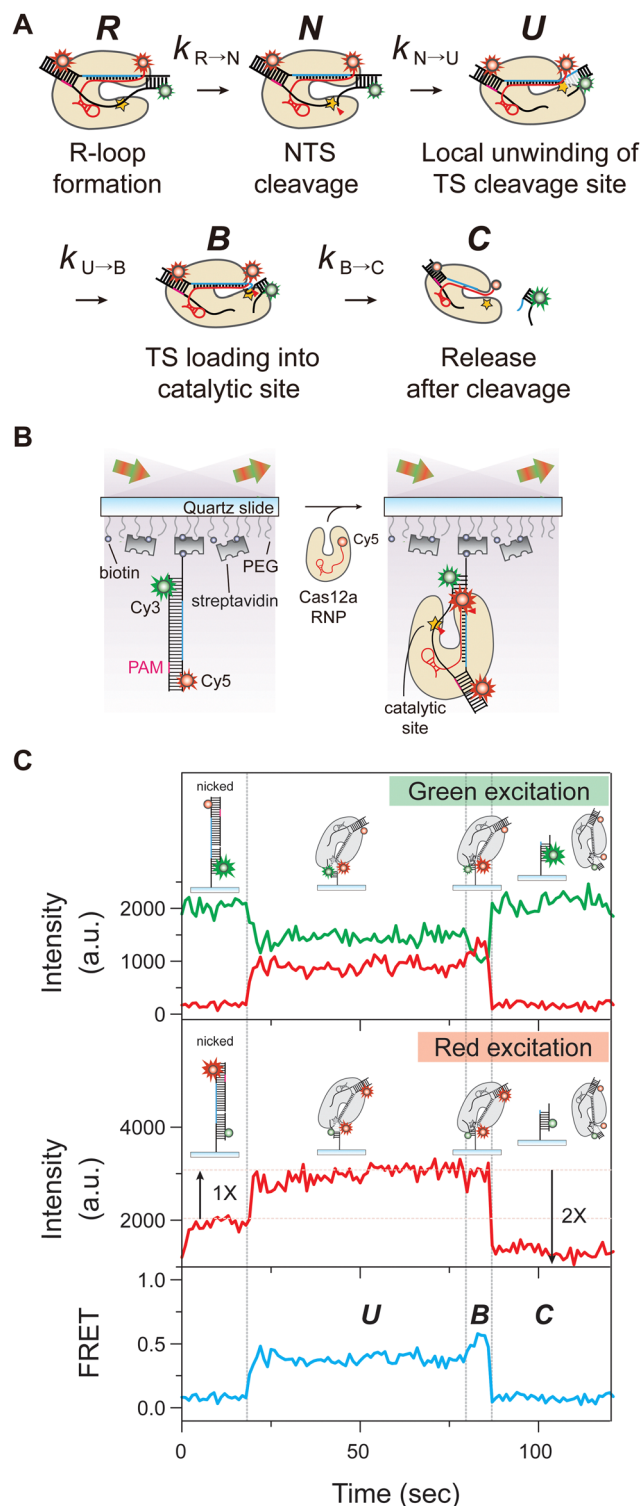 A
R
k R→N
N
k N→U
U
R-loop
formation
NTS
cleavage
Local unwinding of
TS cleavage site
k U→B
B
k B→C
C
TS loading into
catalytic site
Release
after cleavage
B
Quartz slide
biotin
PEG
streptavidin
Cy3
PAM
Cy5
Cy5
Cas12a
RNP
catalytic
site
C
nicked
Green excitation
Intensity
(a.u.)
2000
1000
0
nicked
Red excitation
Intensity
(a.u.)
4000
2000
1X
2X
FRET
1.0
0.5
0.0
U
B
C
0
50
100
Time (sec)